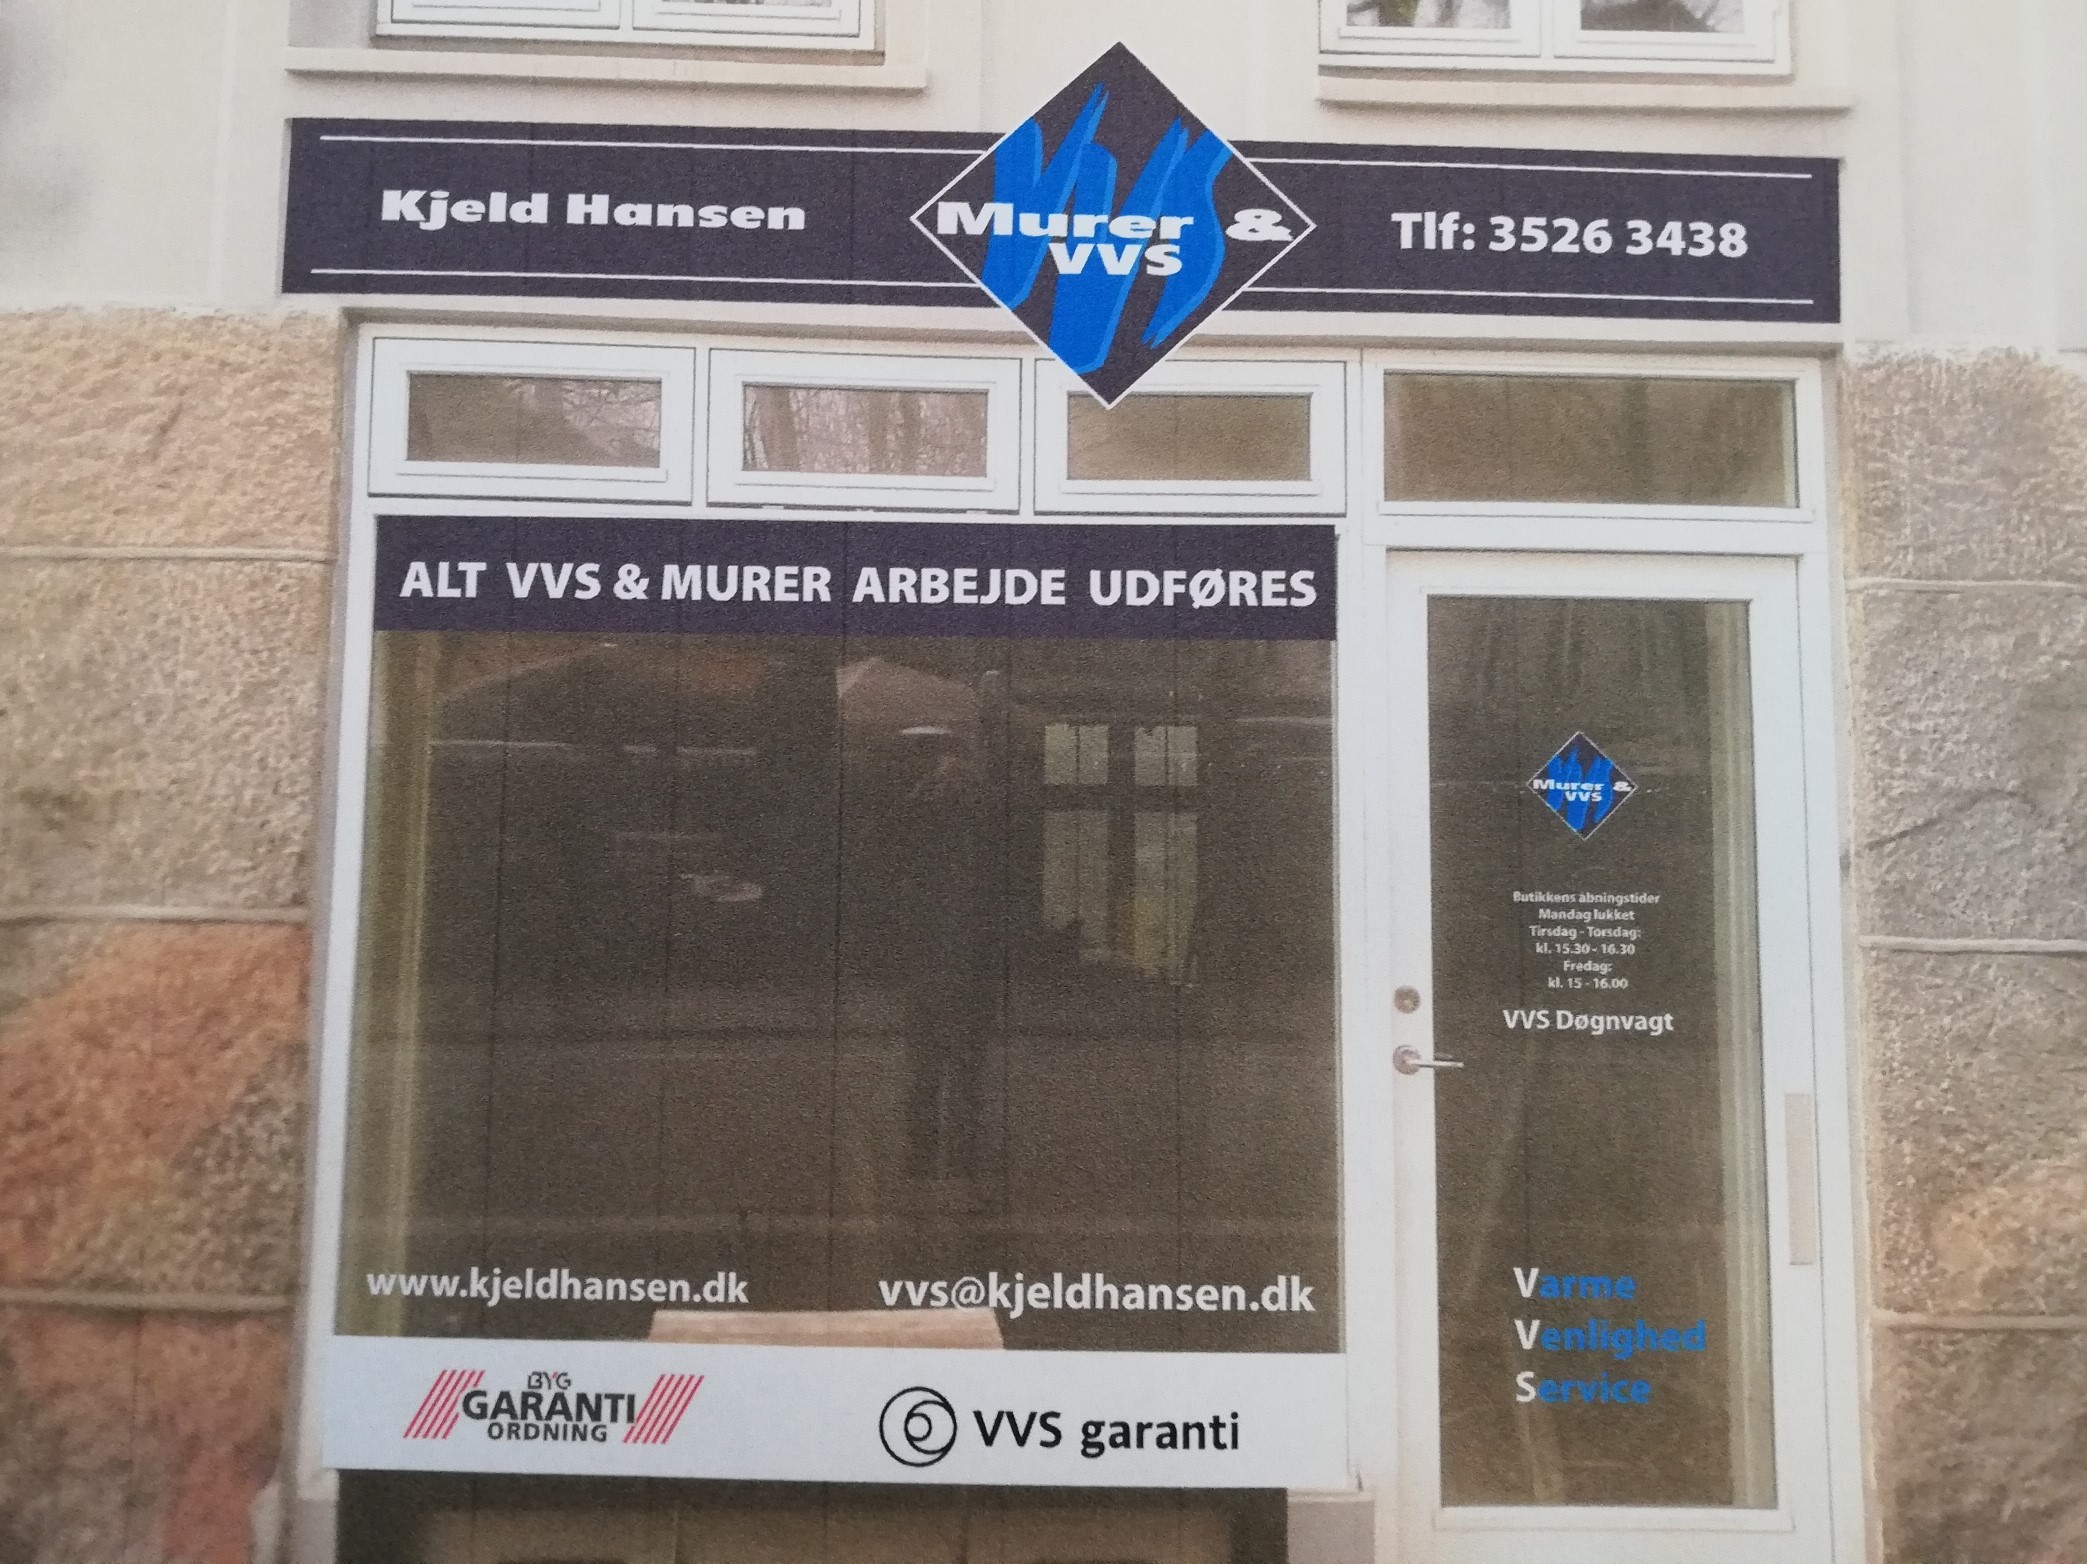 Kjeld Hansen
Murer &
VVS
Tlf: 3526 3438
ALT VVS & MURER ARBEJDE UDFØRES
Murer &
VVS
Butikkens åbningstider
Mandag lukket
Tirsdag - Torsdag:
kl. 15.30 - 16.30
Fredag:
kl. 15 - 16.00
VVS Døgnvagt
www.kjeldhansen.dk
vvs@kjeldhansen.dk
Varme
Venlighed
Service
BYG
GARANTI
ORDNING
VVS garanti